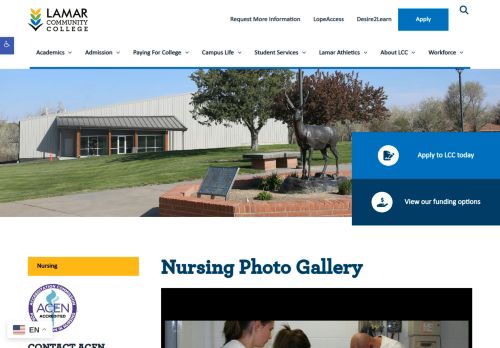 LAMAR
COMMUNITY
COLLEGE
Request More Information
LopeAccess
Desire2Learn
Apply
Academics
Admission
Paying For College
Campus Life
Student Services
Lamar Athletics
About LCC
Workforce
Apply to LCC today
View our funding options
Nursing
Nursing Photo Gallery
ACEN
ACCREDITED
EN
CONTACT ACEN